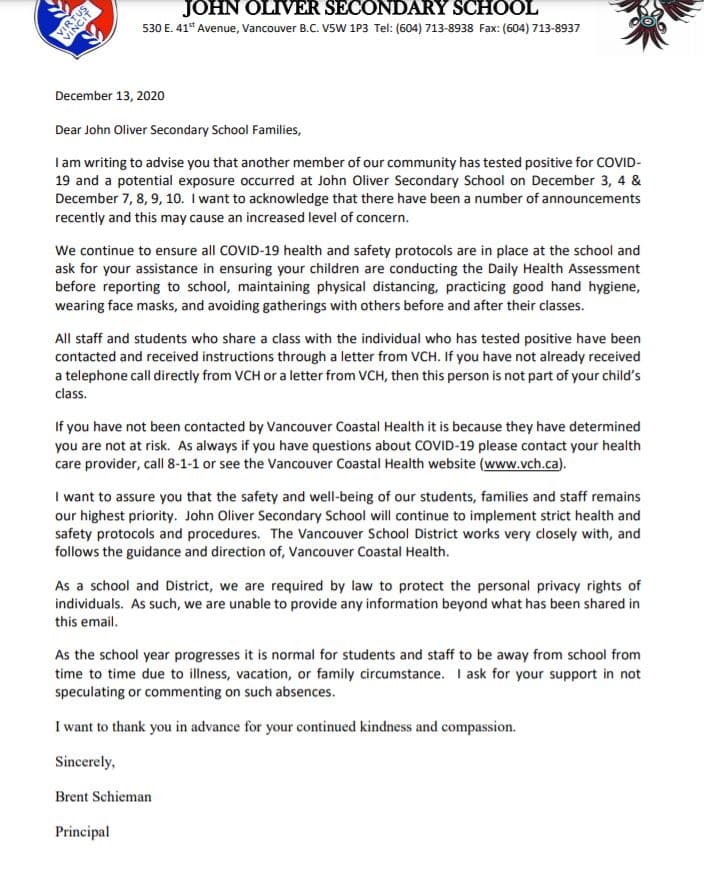 JOHN OLIVER SECONDARY SCHOOL
VIRTUS
VINCIT
530 E. 41st Avenue, Vancouver B.C. V5W 1P3 Tel: (604) 713-8938 Fax: (604) 713-8937
December 13, 2020
Dear John Oliver Secondary School Families,
I am writing to advise you that another member of our community has tested positive for COVID-
19 and a potential exposure occurred at John Oliver Secondary School on December 3, 4 &
December 7, 8, 9, 10. I want to acknowledge that there have been a number of announcements
recently and this may cause an increased level of concern.
We continue to ensure all COVID-19 health and safety protocols are in place at the school and
ask for your assistance in ensuring your children are conducting the Daily Health Assessment
before reporting to school, maintaining physical distancing, practicing good hand hygiene,
wearing face masks, and avoiding gatherings with others before and after their classes.
All staff and students who share a class with the individual who has tested positive have been
contacted and received instructions through a letter from VCH. If you have not already received
a telephone call directly from VCH or a letter from VCH, then this person is not part of your child's
class.
If you have not been contacted by Vancouver Coastal Health it is because they have determined
you are not at risk. As always if you have questions about COVID-19 please contact your health
care provider, call 8-1-1 or see the Vancouver Coastal Health website (www.vch.ca).
I want to assure you that the safety and well-being of our students, families and staff remains
our highest priority. John Oliver Secondary School will continue to implement strict health and
safety protocols and procedures. The Vancouver School District works very closely with, and
follows the guidance and direction of, Vancouver Coastal Health.
As a school and District, we are required by law to protect the personal privacy rights of
individuals. As such, we are unable to provide any information beyond what has been shared in
this email.
As the school year progresses it is normal for students and staff to be away from school from
time to time due to illness, vacation, or family circumstance. I ask for your support in not
speculating or commenting on such absences.
I want to thank you in advance for your continued kindness and compassion.
Sincerely,
Brent Schieman
Principal